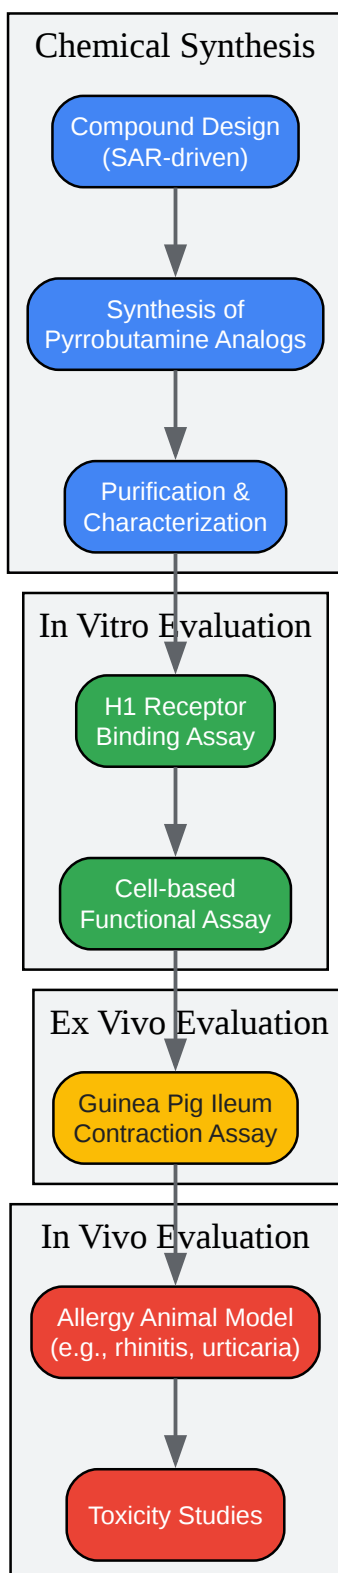 Chemical Synthesis
Compound Design
(SAR-driven)
Synthesis of
Pyrrobutamine Analogs
Purification &
Characterization
In Vitro Evaluation
H1 Receptor
Binding Assay
Cell-based
Functional Assay
Ex Vivo Evaluation
Guinea Pig Ileum
Contraction Assay
In Vivo Evaluation
Allergy Animal Model
(e.g., rhinitis, urticaria)
Toxicity Studies